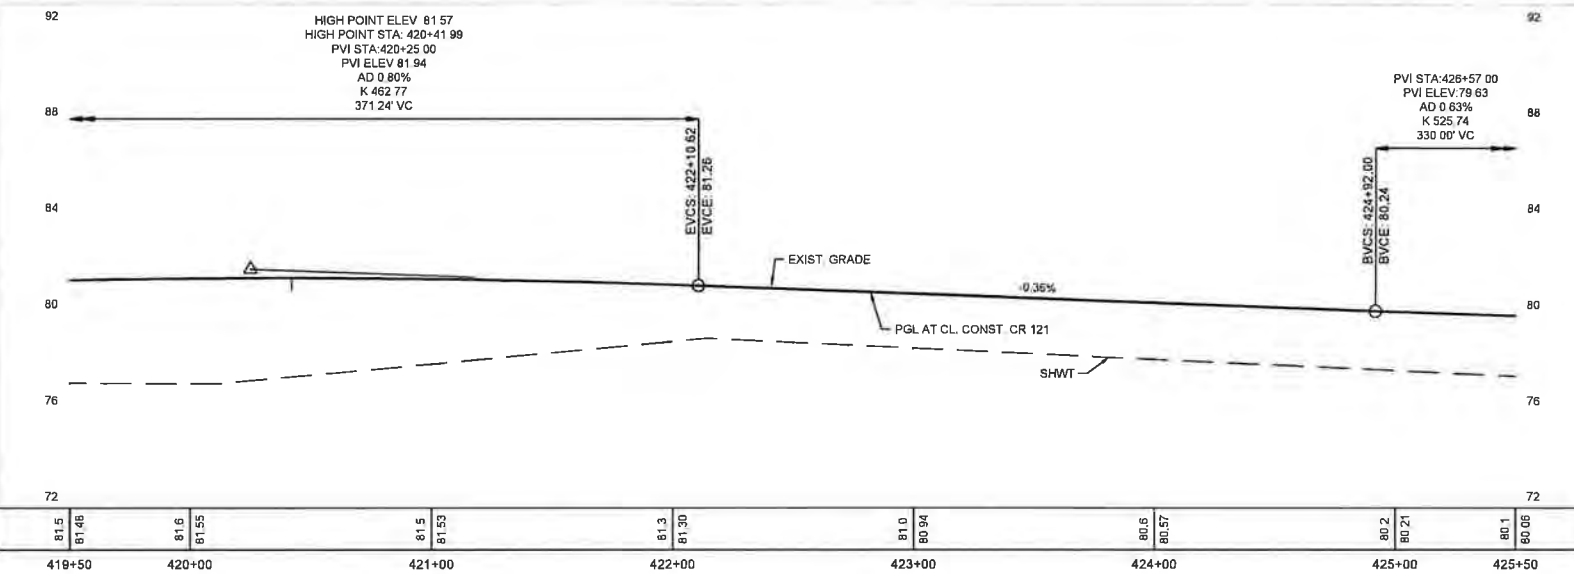 92
92
HIGH POINT ELEV 81 57
HIGH POINT STA: 420+41 99
PVI STA:420+25 00
PVI ELEV 81.94
AD 0.80%
K 462 77
371 24' VC
PVI STA:426+57 00
PVI ELEV:79 63
AD 0 63%
K 525.74
330 00' VC
88
88
EVCS: 422+10.62
EVCE: 81.26
BVCS: 424+92.00
BVCE: 80.24
84
84
EXIST. GRADE
-0.36%
80
80
PGL AT CL. CONST. CR 121
SHWT
76
76
72
72
81.5
81.48
81.6
81.55
81.5
81.53
81.3
81.30
81.0
80.94
80.6
80.57
80.2
80.21
80.1
80.06
419+50
420+00
421+00
422+00
423+00
424+00
425+00
425+50